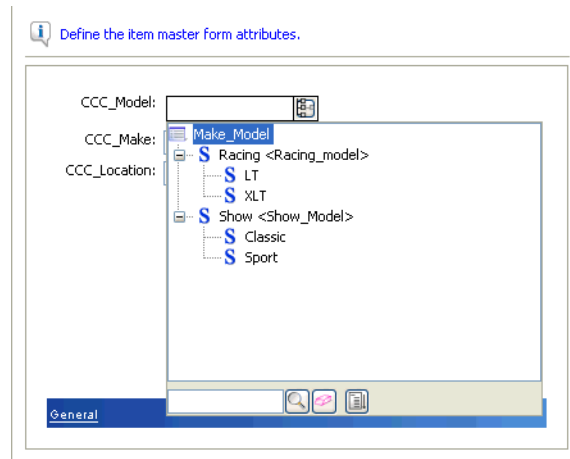 Define the item master form attributes.
CCC_Model:
CCC_Make:
Make_Model
S Racing <Racing_model>
CCC_Location:
S LT
S XLT
S Show <Show_Model>
S Classic
S Sport
General